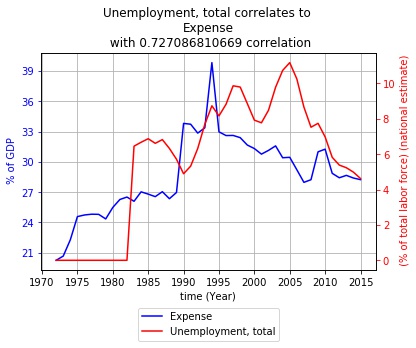 Unemployment, total correlates to
Expense
with 0.727086810669 correlation
% of GDP
39
36
33
30
27
24
21
(% of total labor force) (national estimate)
10
8
6
4
2
0
1970 1975 1980 1985 1990 1995 2000 2005 2010 2015
time (Year)
Expense
Unemployment, total